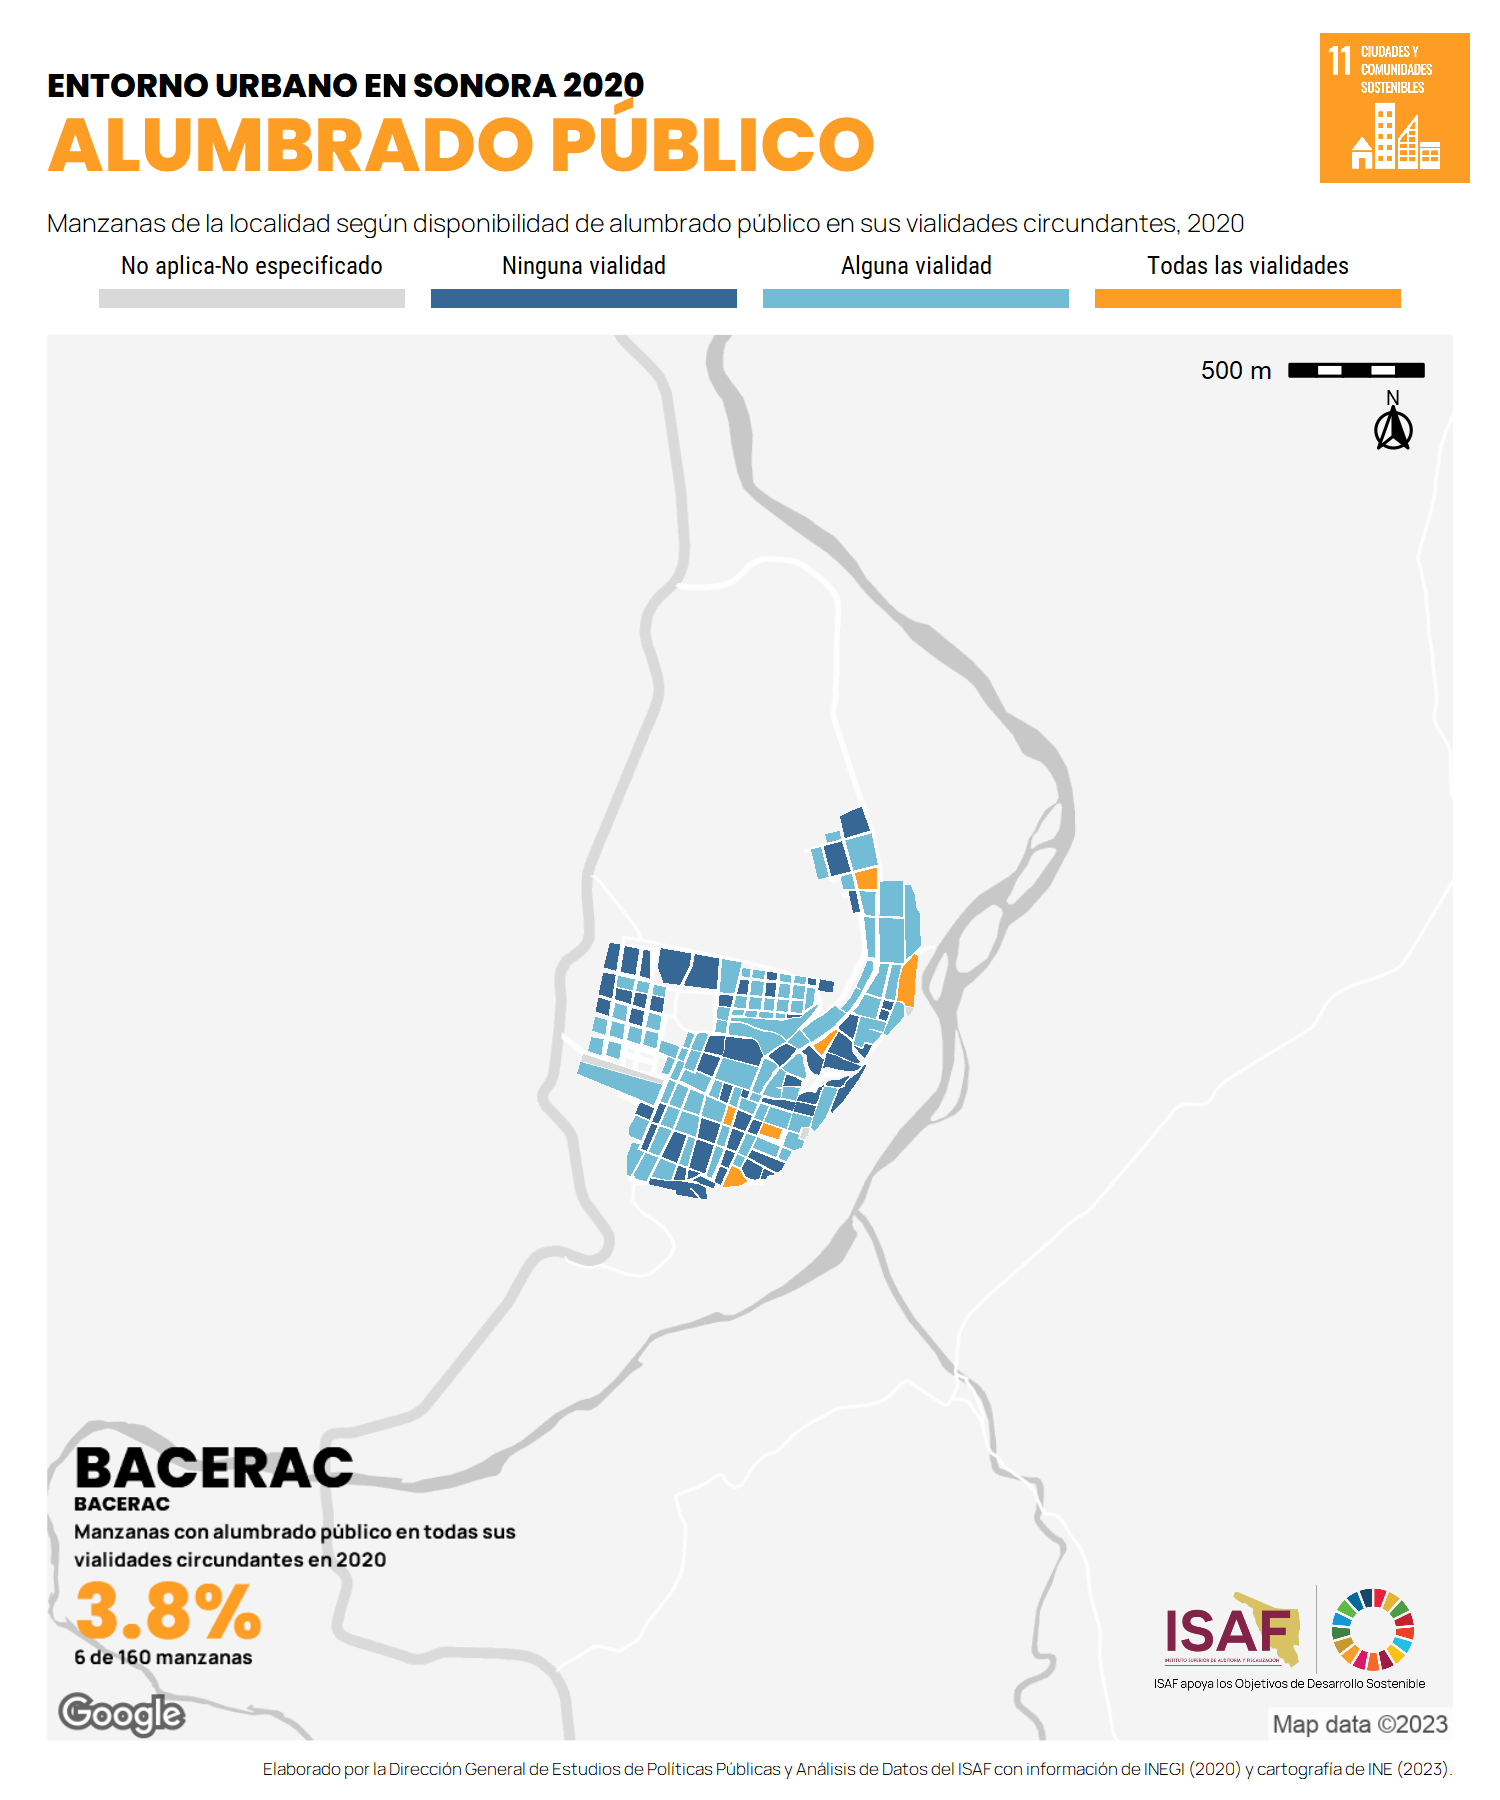 ENTORNO URBANO EN SONORA 2020
ALUMBRADO PÚBLICO
11 CIUDADES Y
COMUNIDADES
SOSTENIBLES
Manzanas de la localidad según disponibilidad de alumbrado público en sus vialidades circundantes, 2020
No aplica-No especificado
Ninguna vialidad
Alguna vialidad
Todas las vialidades
500 m
N
BACERAC
BACERAC
Manzanas con alumbrado público en todas sus
vialidades circundantes en 2020
3.8%
6 de 160 manzanas
ISAF
INSTITUTO SUPERIOR DE AUDITORÍA Y FISCALIZACIÓN
ISAF apoya los Objetivos de Desarrollo Sostenible
Google
Map data ©2023
Elaborado por la Dirección General de Estudios de Políticas Públicas y Análisis de Datos del ISAF con información de INEGI (2020) y cartografía de INE (2023).